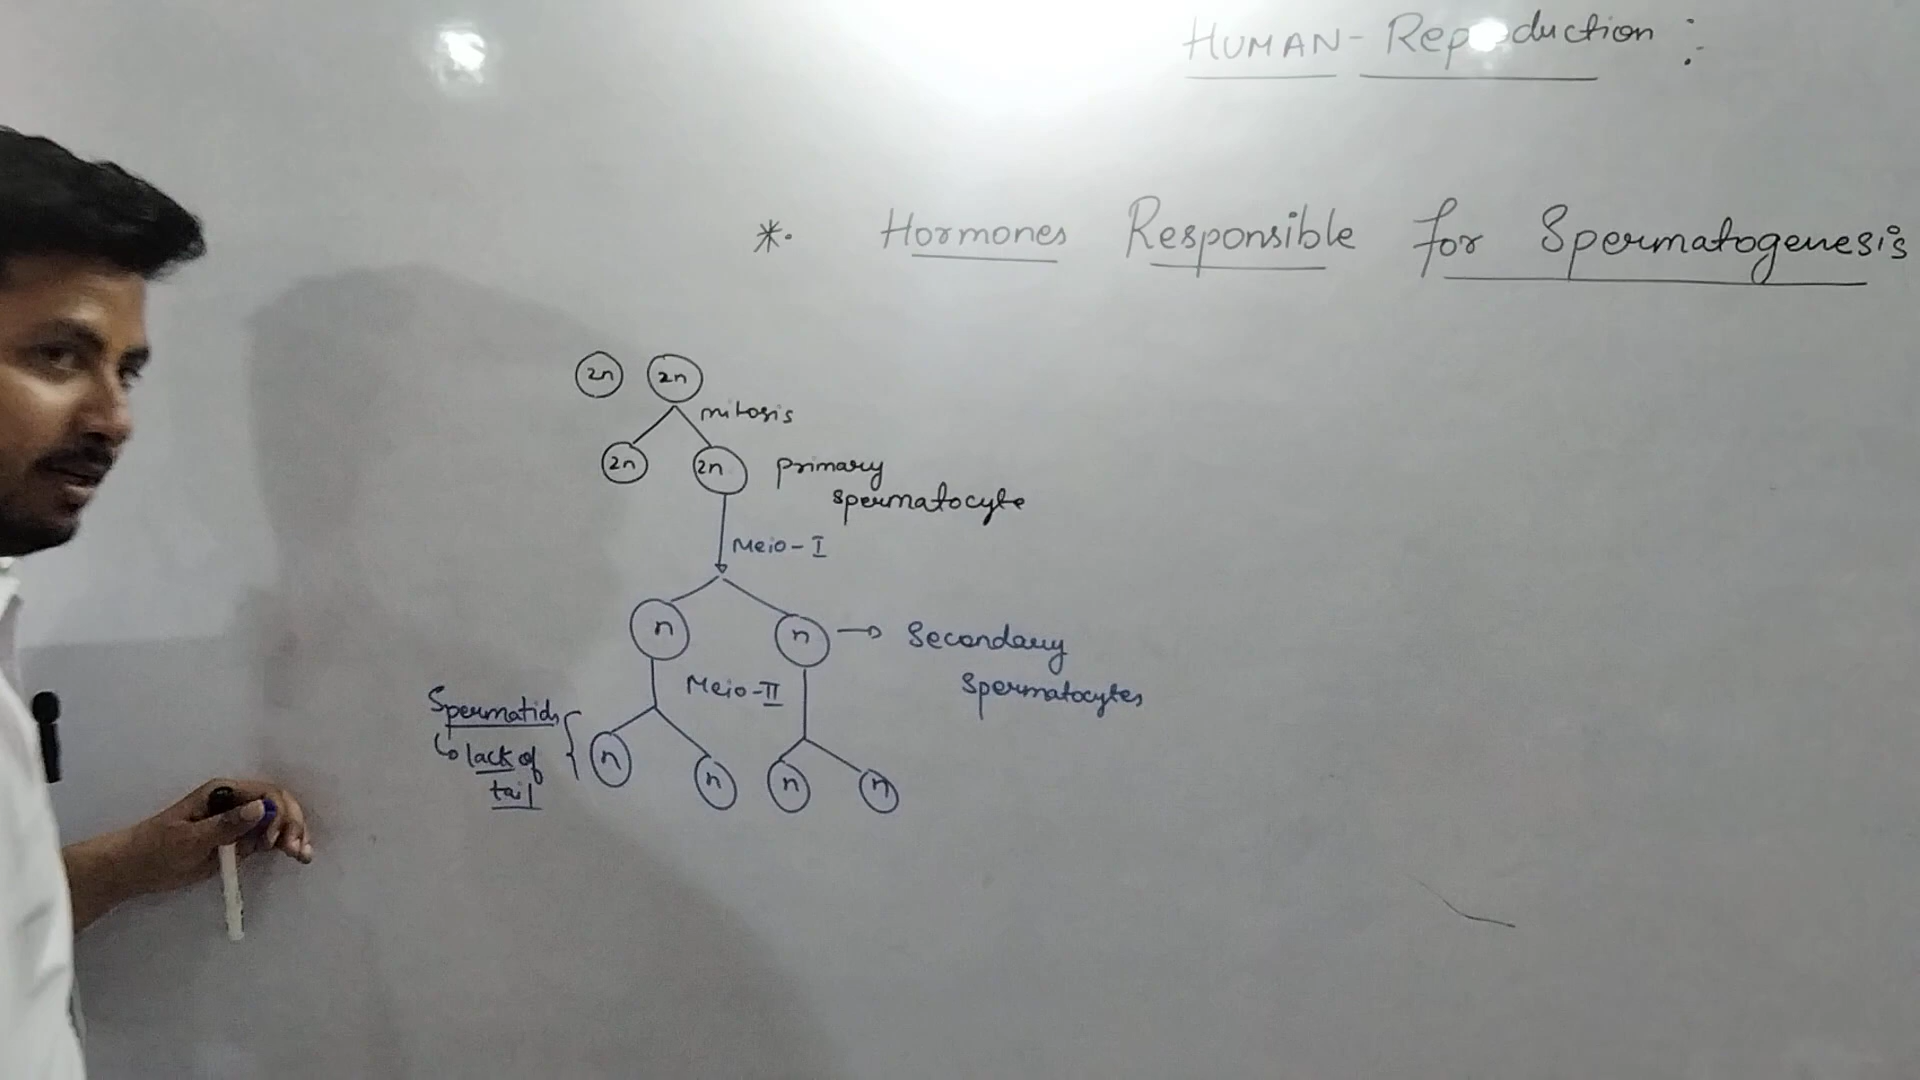 HUMAN - Reproduction :
*. Hormones Responsible for Spermatogenesis
2n 2n
mitosis
2n 2n primary
spermatocyte
Meio - I
n n → Secondary
spermatocytes
Meio - II
Spermatids
↳ lack of
tail
n n n n